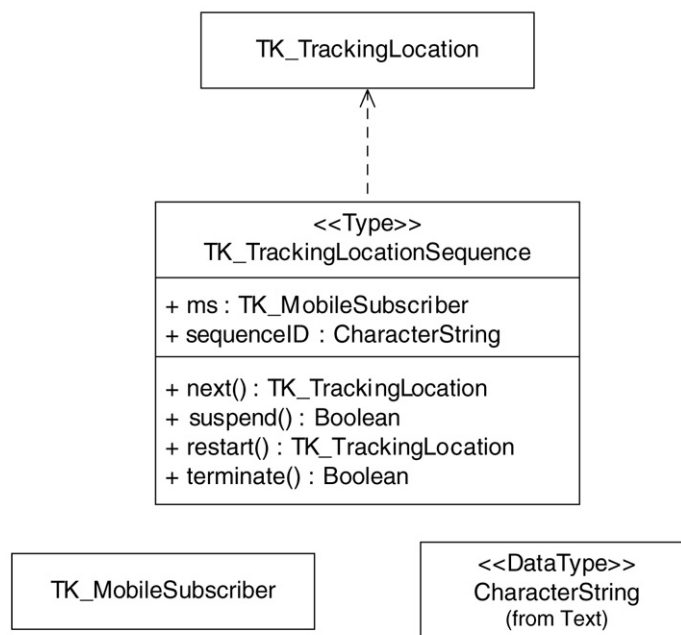 TK_TrackingLocation
<<Type>>
TK_TrackingLocationSequence
+ ms : TK_MobileSubscriber
+ sequenceID : CharacterString
+ next() : TK_TrackingLocation
+ suspend() : Boolean
+ restart() : TK_TrackingLocation
+ terminate() : Boolean
TK_MobileSubscriber
<<DataType>>
CharacterString
(from Text)